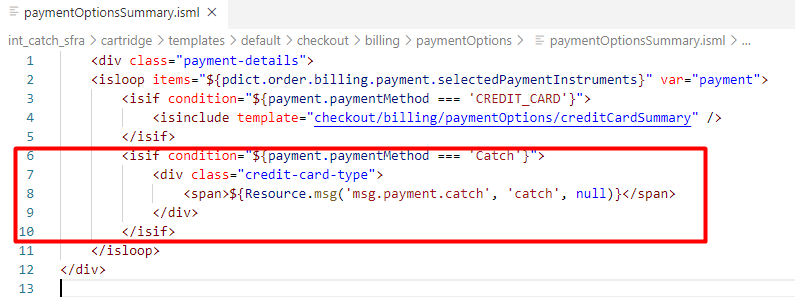 paymentOptionsSummary.isml ×
int_catch_sfra > cartridge > templates > default > checkout > billing > paymentOptions > paymentOptionsSummary.isml > ...
1 <div class="payment-details">
2 <isloop items="${pdict.order.billing.payment.selectedPaymentInstruments}" var="payment">
3 <isif condition="${payment.paymentMethod === 'CREDIT_CARD'}">
4 <isinclude template="checkout/billing/paymentOptions/creditCardSummary" />
5 </isif>
6 <isif condition="${payment.paymentMethod === 'Catch'}">
7 <div class="credit-card-type">
8 <span>${Resource.msg('msg.payment.catch', 'catch', null)}</span>
9 </div>
10 </isif>
11 </isloop>
12 </div>
13